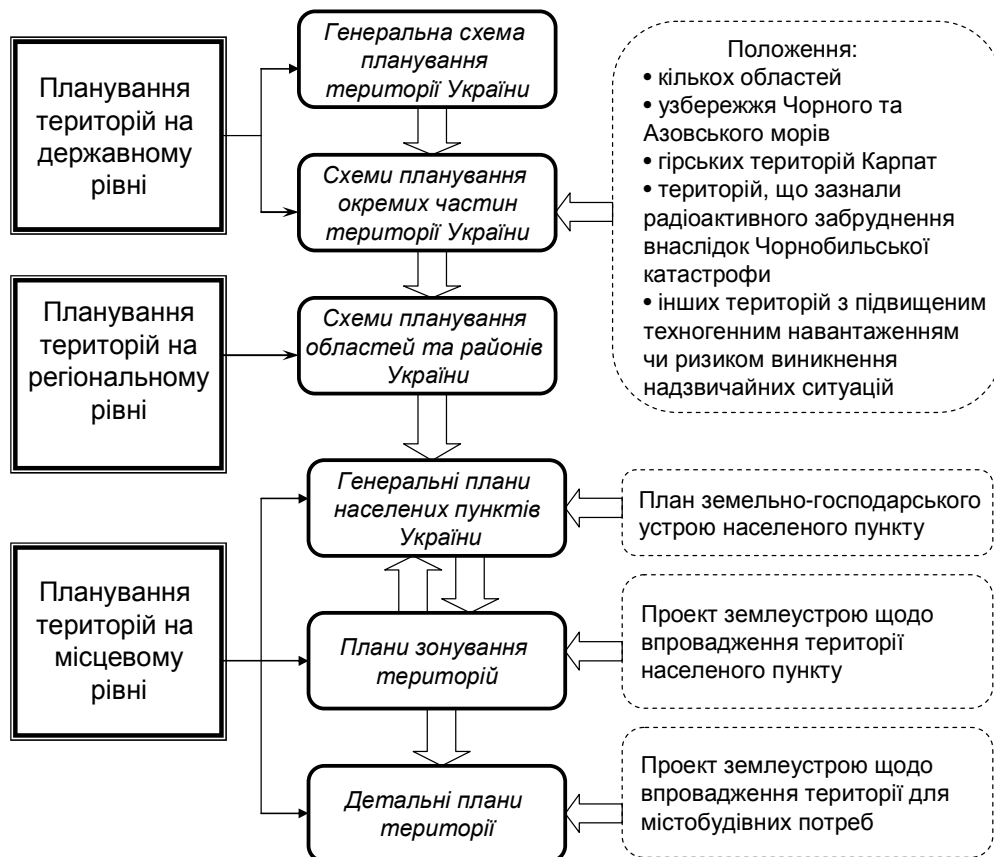 Планування
територій на
державному
рівні
Генеральна схема
планування
території України
Схеми планування
окремих частин
території України
Положення:
• кількох областей
• узбережжя Чорного та
Азовського морів
• гірських територій Карпат
• територій, що зазнали
радіоактивного забруднення
внаслідок Чорнобильської
катастрофи
• інших територій з підвищеним
техногенним навантаженням
чи ризиком виникнення
надзвичайних ситуацій
Планування
територій на
регіональному
рівні
Схеми планування
областей та районів
України
Планування
територій на
місцевому
рівні
Генеральні плани
населених пунктів
України
План земельно-господарського
устрою населеного пункту
Плани зонування
територій
Проект землеустрою щодо
впровадження території
населеного пункту
Детальні плани
території
Проект землеустрою щодо
впровадження території для
містобудівних потреб